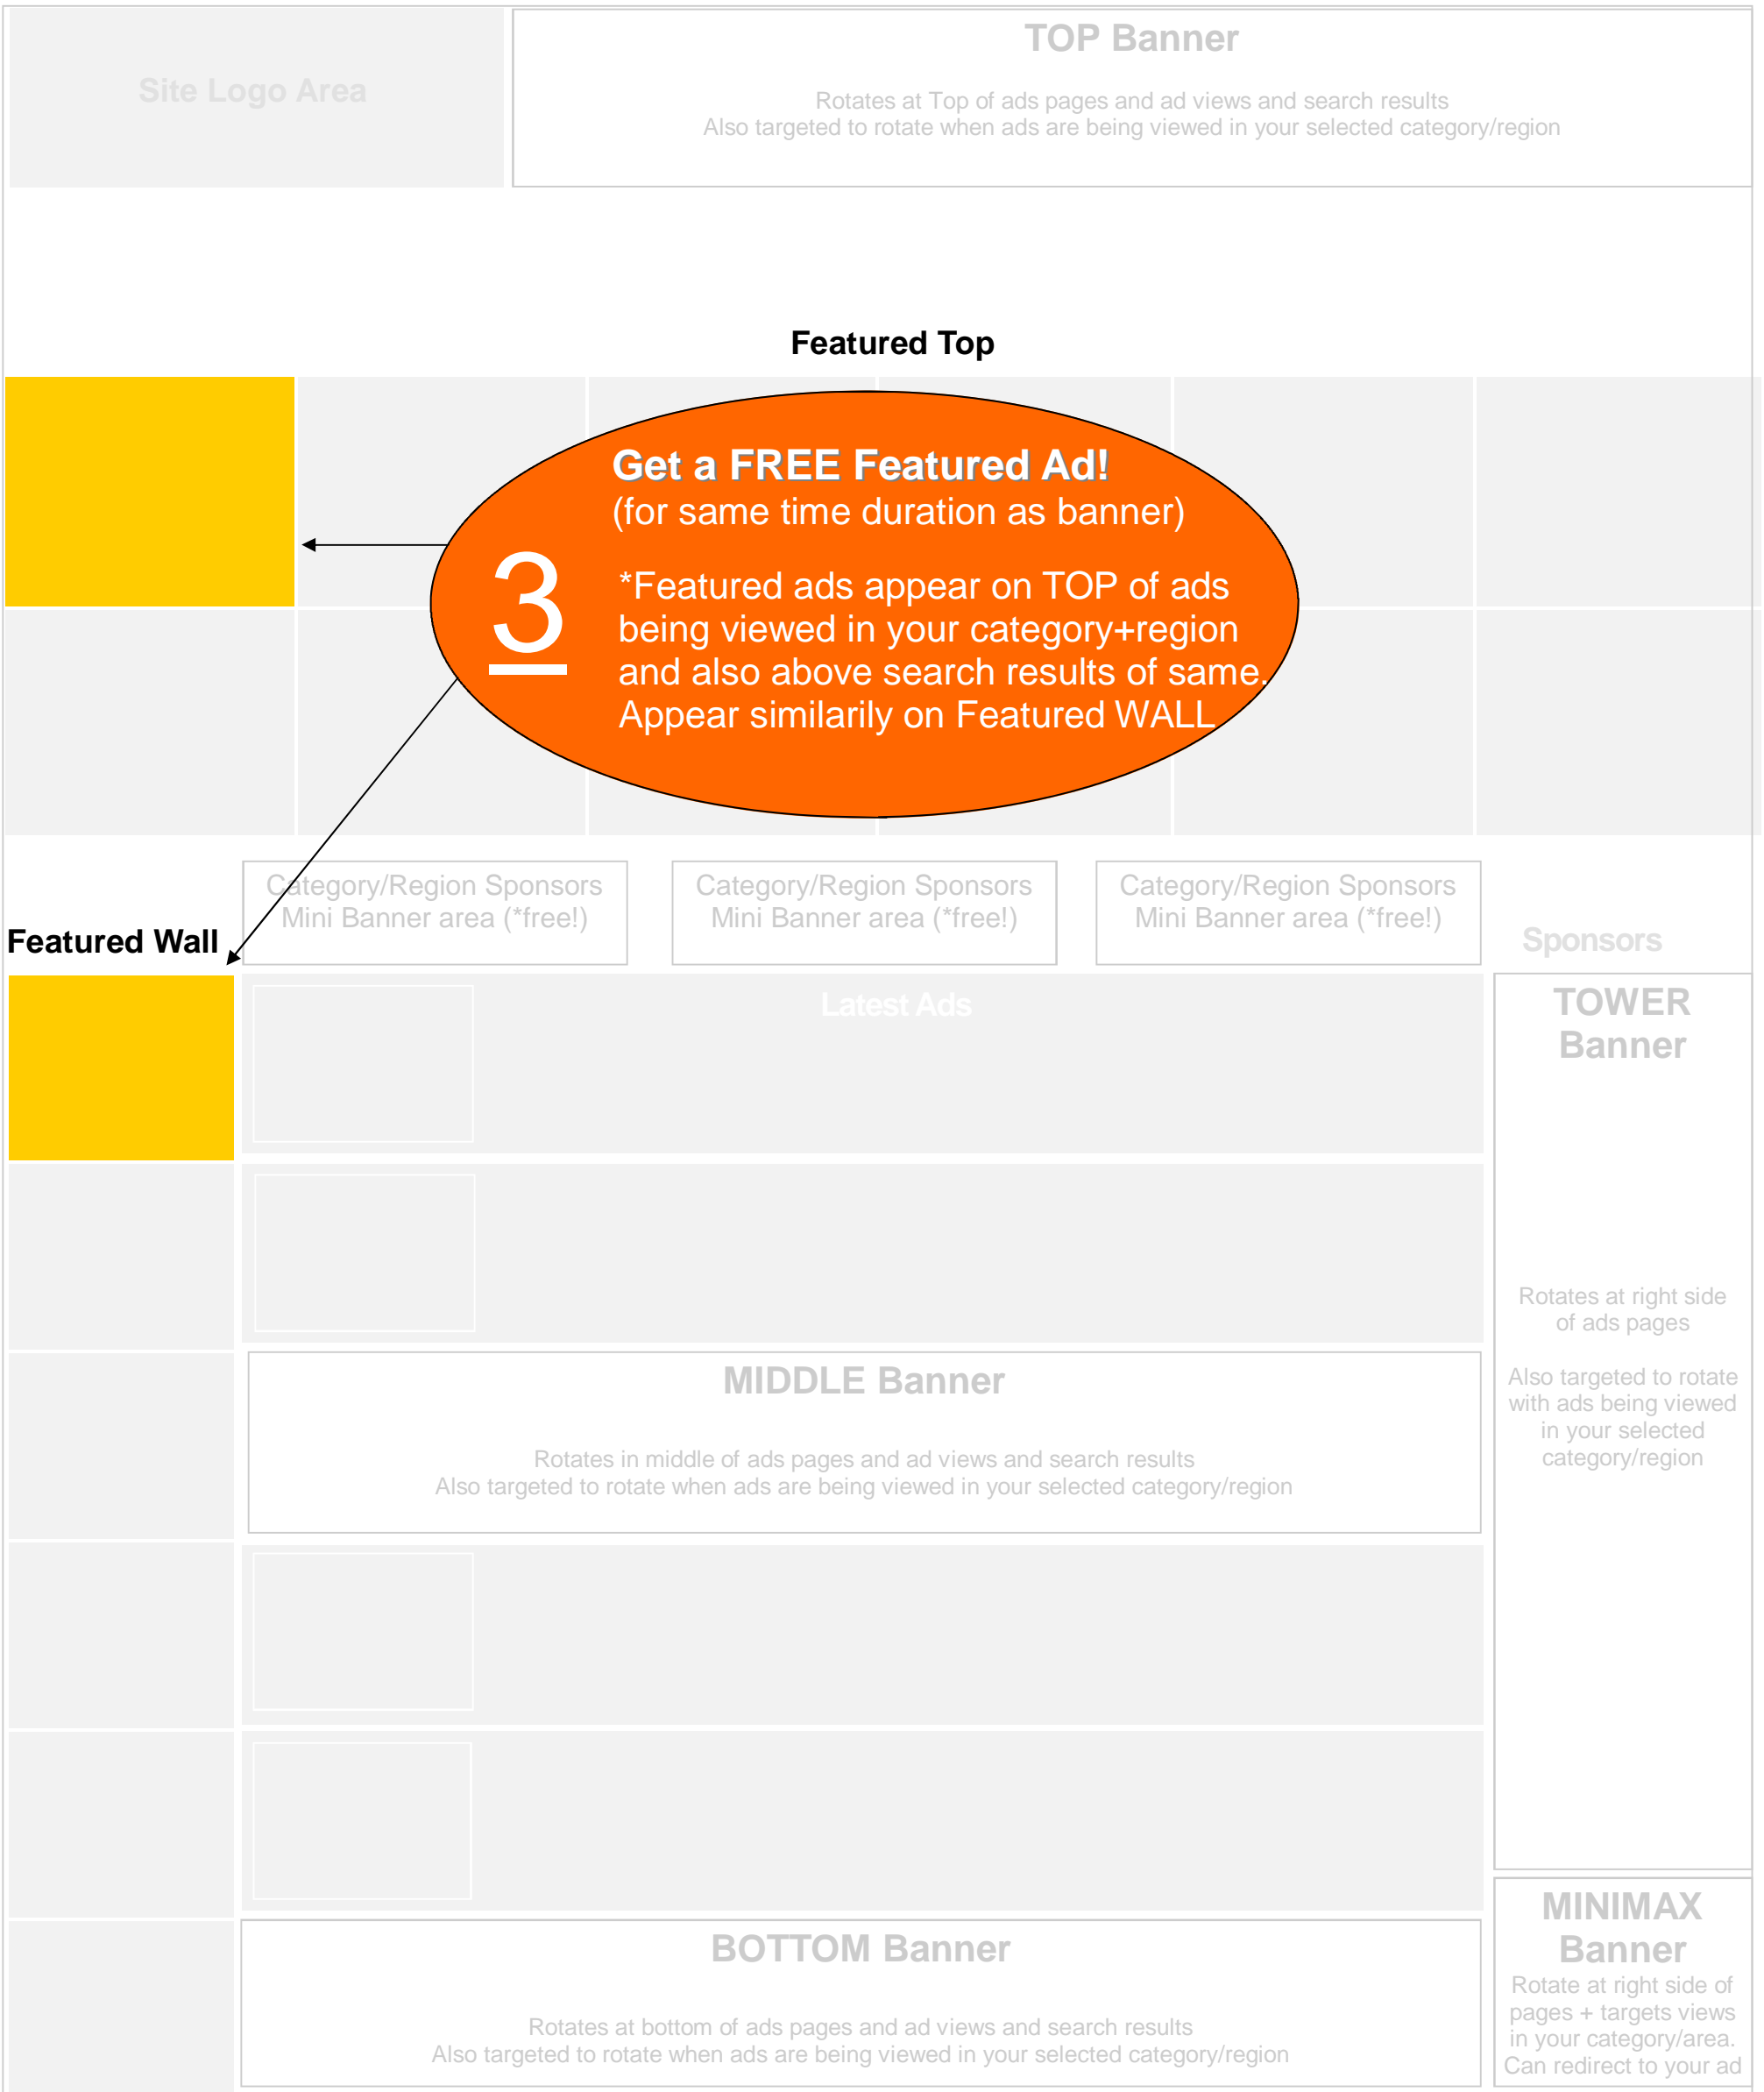 TOP Banner
Site Logo Area
Rotates at Top of ads pages and ad views and search results
Also targeted to rotate when ads are being viewed in your selected category/region
Featured Top
Get a FREE Featured Ad!
(for same time duration as banner)
3
*Featured ads appear on TOP of ads
being viewed in your category+region
and also above search results of same.
Appear similarily on Featured WALL
Category/Region Sponsors
Mini Banner area (*free!)
Category/Region Sponsors
Mini Banner area (*free!)
Category/Region Sponsors
Mini Banner area (*free!)
Featured Wall
Sponsors
Latest Ads
TOWER
Banner
Rotates at right side
of ads pages
Also targeted to rotate
with ads being viewed
in your selected
category/region
MIDDLE Banner
Rotates in middle of ads pages and ad views and search results
Also targeted to rotate when ads are being viewed in your selected category/region
BOTTOM Banner
Rotates at bottom of ads pages and ad views and search results
Also targeted to rotate when ads are being viewed in your selected category/region
MINIMAX
Banner
Rotate at right side of
pages + targets views
in your category/area.
Can redirect to your ad